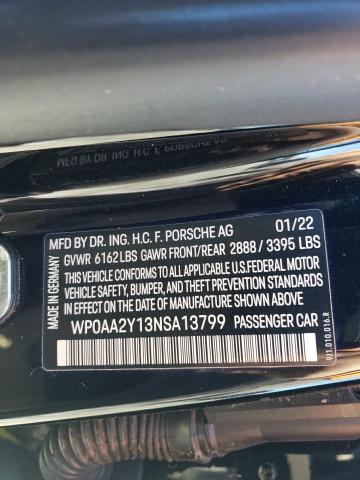 MFD BY DR. ING. H.C. F. PORSCHE AG 01/22
GVWR 6162 LBS GAWR FRONT/REAR 2888 / 3395 LBS
THIS VEHICLE CONFORMS TO ALL APPLICABLE U.S.FEDERAL MOTOR
VEHICLE SAFETY, BUMPER, AND THEFT PREVENTION STANDARDS
IN EFFECT ON THE DATE OF MANUFACTURE SHOWN ABOVE.
WP0AA2Y13NSA13799 PASSENGER CAR
MADE IN GERMANY